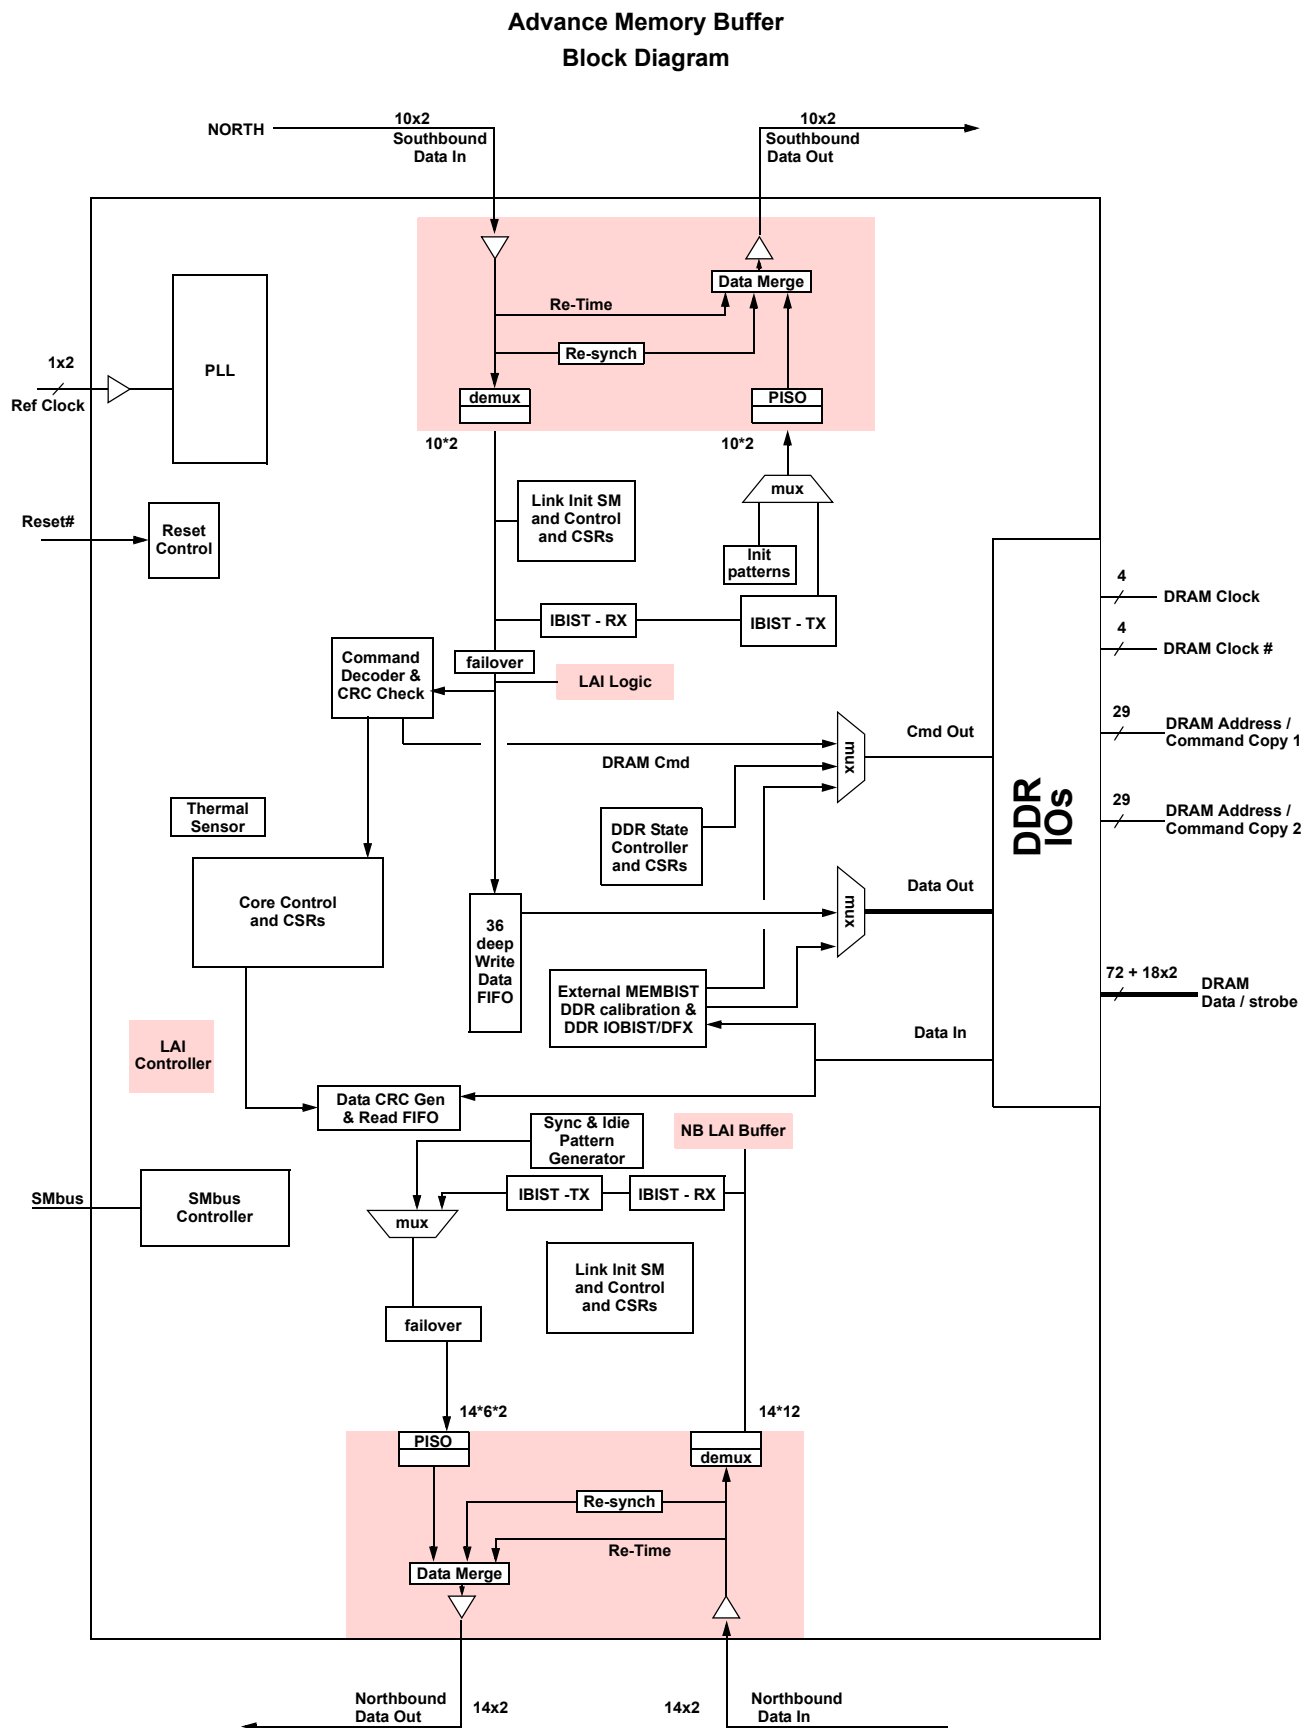 Advance Memory Buffer
Block Diagram
10x2
10x2
NORTH
Southbound
Data In
Southbound
Data Out
Data Merge
Re-Time
Re-synch
PLL
1x2
Ref Clock
demux
PISO
10*2
10*2
mux
Link Init SM
and Control
and CSRs
Reset#
Reset
Control
Init
patterns
4
DRAM Clock
IBIST - RX
IBIST - TX
4
DRAM Clock #
Command
Decoder &
CRC Check
failover
LAI Logic
29
DRAM Address /
Command Copy 1
Cmd Out
mux
DRAM Cmd
DDR
IOs
Thermal
Sensor
29
DRAM Address /
Command Copy 2
DDR State
Controller
and CSRs
Data Out
mux
Core Control
and CSRs
36
deep
Write
Data
FIFO
72 + 18x2
DRAM
Data / strobe
External MEMBIST
DDR calibration &
DDR IOBIST/DFX
Data In
LAI
Controller
Data CRC Gen
& Read FIFO
Sync & Idie
Pattern
Generator
NB LAI Buffer
SMbus
SMbus
Controller
IBIST -TX
IBIST - RX
mux
Link Init SM
and Control
and CSRs
failover
14*6*2
14*12
PISO
demux
Re-synch
Re-Time
Data Merge
Northbound
Data Out
14x2
14x2
Northbound
Data In